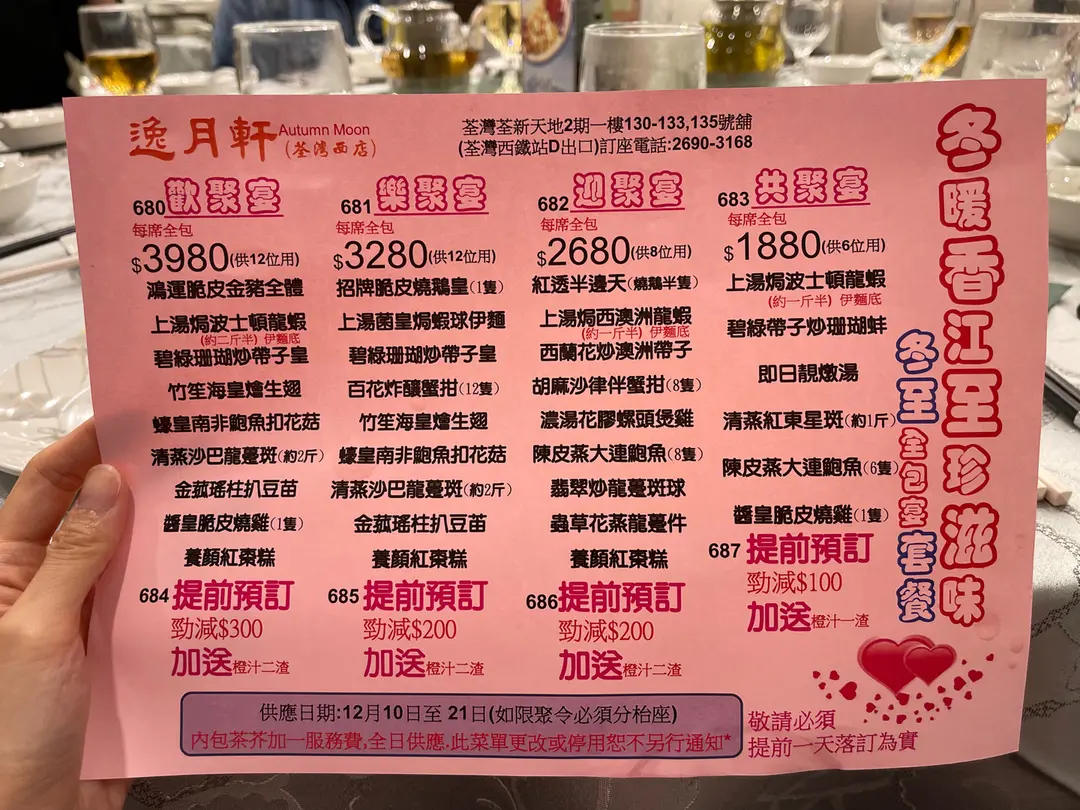 逸月軒 Autumn Moon
(荃灣西店)
荃灣荃新天地2期一樓130-133,135號舖
(荃灣西鐵站D出口)訂座電話:2690-3168
冬暖香江至珍滋味
冬至全包宴套餐
680 歡聚宴
每席全包
$3980(供12位用)
鴻運脆皮金豬全體
上湯焗波士頓龍蝦
(約二斤半) 伊麵底
碧綠珊瑚炒帶子皇
竹笙海皇燴生翅
蠔皇南非鮑魚扣花菇
清蒸沙巴龍躉斑(約2斤)
金菰瑤柱扒豆苗
醬皇脆皮燒雞(1隻)
養顏紅棗糕
684 提前預訂
勁減$300
加送橙汁二渣
681 樂聚宴
每席全包
$3280(供12位用)
招牌脆皮燒鵝皇(1隻)
上湯菌皇焗蝦球伊麵
碧綠珊瑚炒帶子皇
百花炸釀蟹拑(12隻)
竹笙海皇燴生翅
蠔皇南非鮑魚扣花菇
清蒸沙巴龍躉斑(約2斤)
金菰瑤柱扒豆苗
養顏紅棗糕
685 提前預訂
勁減$200
加送橙汁二渣
682 迎聚宴
每席全包
$2680(供8位用)
紅透半邊天(燒鵝半隻)
上湯焗西澳洲龍蝦
(約一斤半) 伊麵底
西蘭花炒澳洲帶子
胡麻沙律伴蟹拑(8隻)
濃湯花膠螺頭煲雞
陳皮蒸大連鮑魚(8隻)
翡翠炒龍躉斑球
蟲草花蒸龍躉件
養顏紅棗糕
686 提前預訂
勁減$200
加送橙汁二渣
683 共聚宴
每席全包
$1880(供6位用)
上湯焗波士頓龍蝦
(約一斤半) 伊麵底
碧綠帶子炒珊瑚蚌
即日靚燉湯
清蒸紅東星斑(約1斤)
陳皮蒸大連鮑魚(6隻)
醬皇脆皮燒雞(1隻)
687 提前預訂
勁減$100
加送橙汁一渣
供應日期:12月10日至 21日(如限聚令必須分枱座)
內包茶芥加一服務費,全日供應.此菜單更改或停用恕不另行通知*
敬請必須
提前一天落訂為實